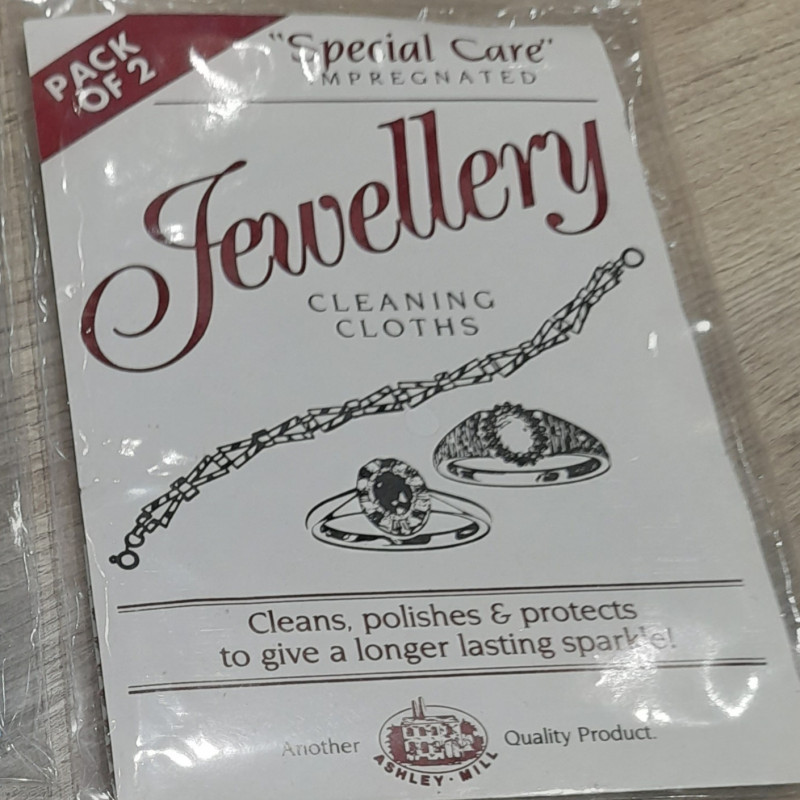 PACK
OF 2
"Special Care"
IMPREGNATED
Jewellery
CLEANING
CLOTHS
Cleans, polishes & protects
to give a longer lasting sparkle!
Another
ASHLEY · MILL
Quality Product.